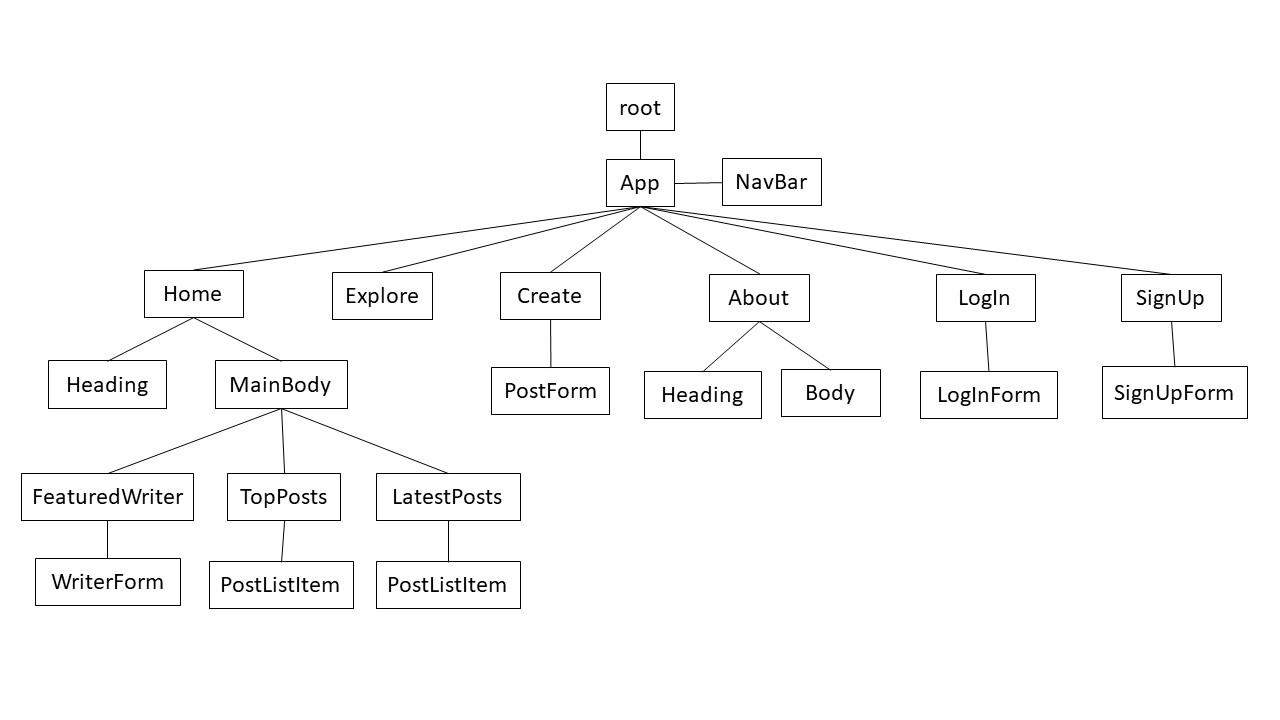 root
App
NavBar
Home
Explore
Create
About
LogIn
SignUp
Heading
MainBody
PostForm
Heading
Body
LogInForm
SignUpForm
FeaturedWriter
TopPosts
LatestPosts
WriterForm
PostListItem
PostListItem